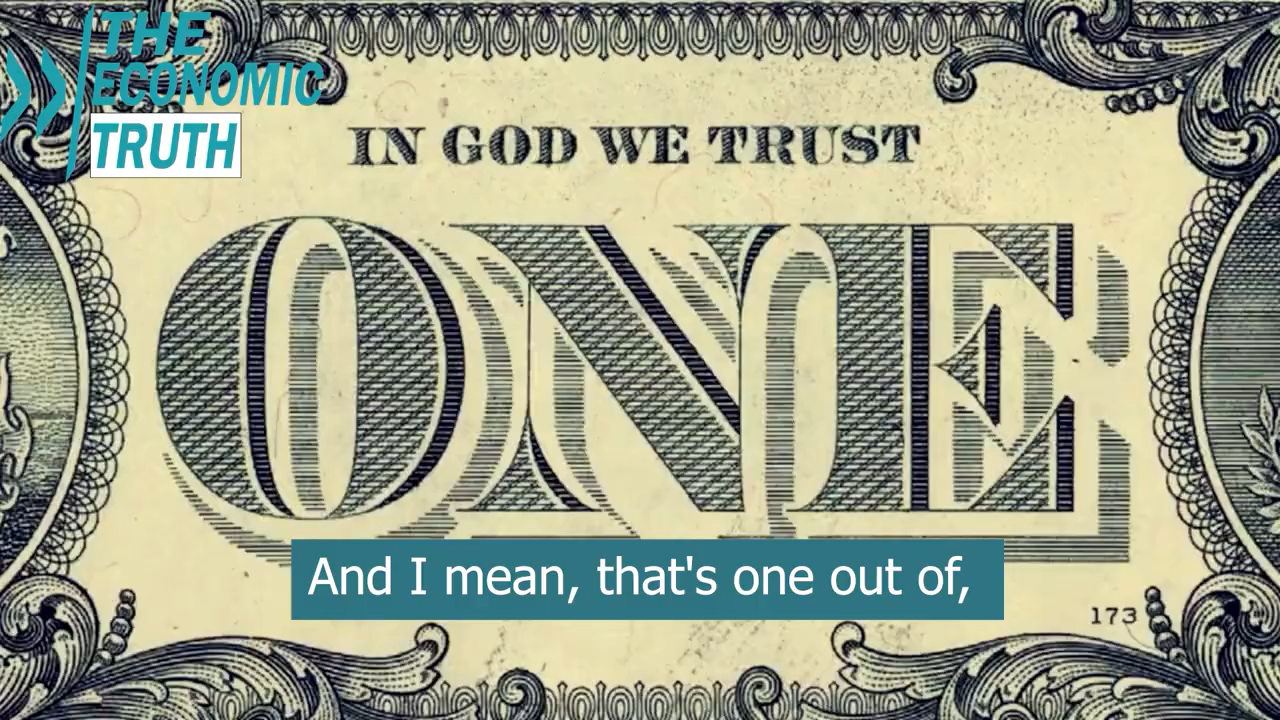 THE
ECONOMIC
TRUTH
IN GOD WE TRUST
ONE
And I mean, that's one out of,
173